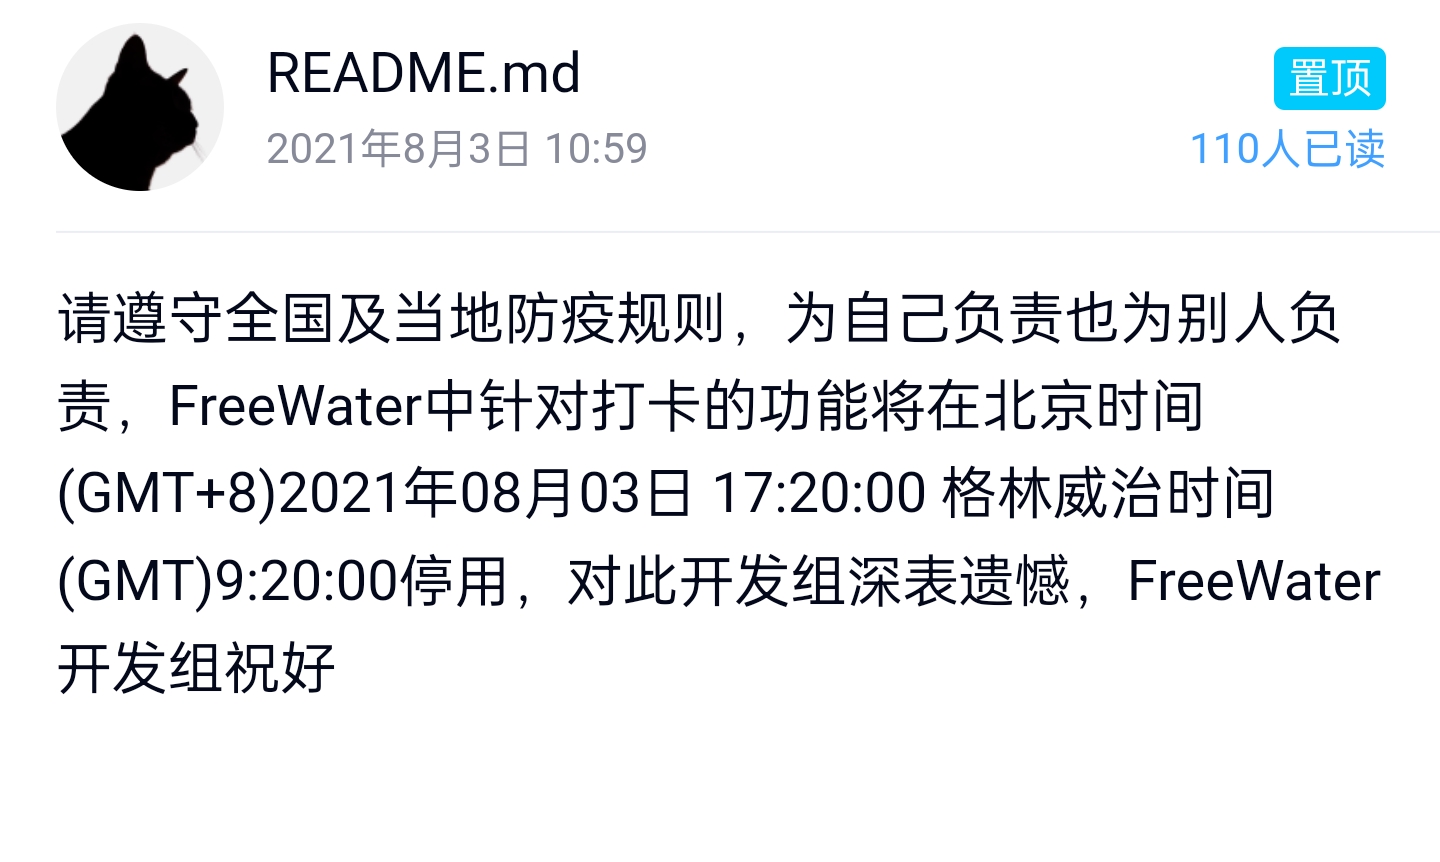 README.md
置顶
2021年8月3日 10:59
110人已读
请遵守全国及当地防疫规则，为自己负责也为别人负
责，FreeWater中针对打卡的功能将在北京时间
(GMT+8)2021年08月03日 17:20:00 格林威治时间
(GMT)9:20:00停用，对此开发组深表遗憾，FreeWater
开发组祝好